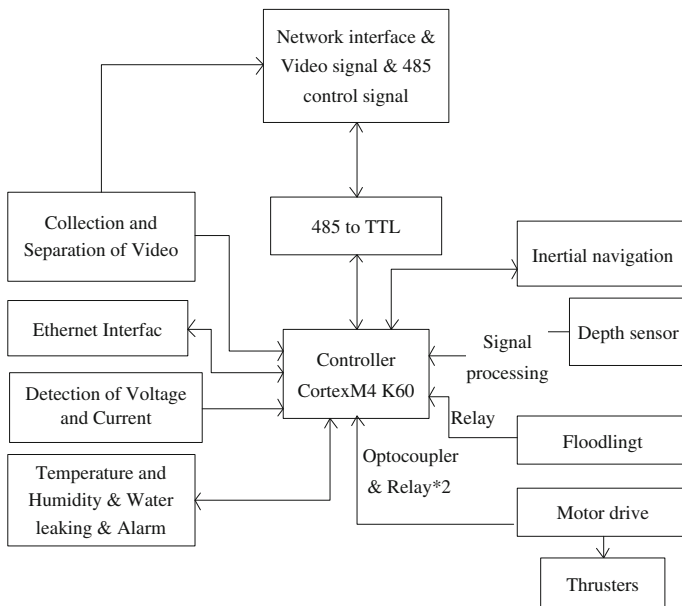 Network interface &
Video signal & 485
control signal
Collection and
Separation of Video
485 to TTL
Inertial navigation
Ethernet Interfac
Controller
CortexM4 K60
Signal
processing
Depth sensor
Detection of Voltage
and Current
Relay
Floodlingt
Temperature and
Humidity & Water
leaking & Alarm
Optocoupler
& Relay*2
Motor drive
Thrusters